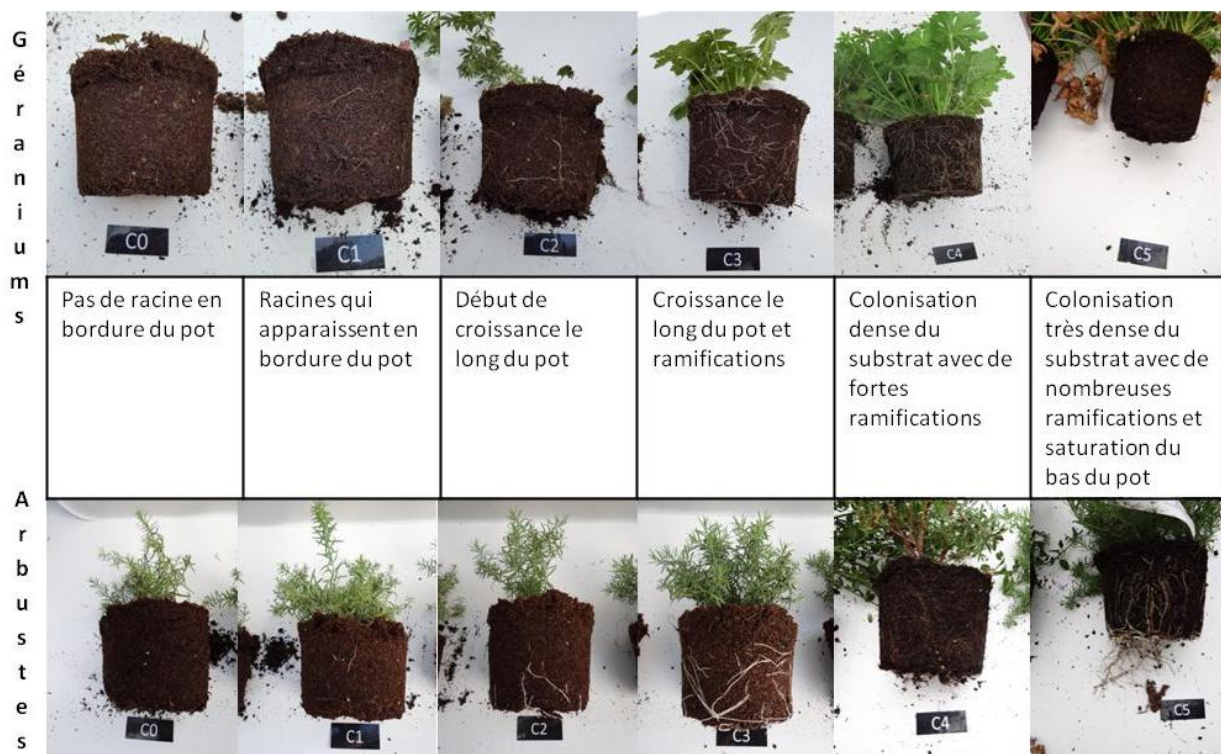 Géraniums
C0
C1
C2
C3
C4
C5
Pas de racine en
bordure du pot
Racines qui
apparaissent en
bordure du pot
Début de
croissance le
long du pot
Croissance le
long du pot et
ramifications
Colonisation
dense du
substrat avec de
fortes
ramifications
Colonisation
très dense du
substrat avec de
nombreuses
ramifications et
saturation du
bas du pot
Arbustes
C0
C1
C2
C3
C4
C5